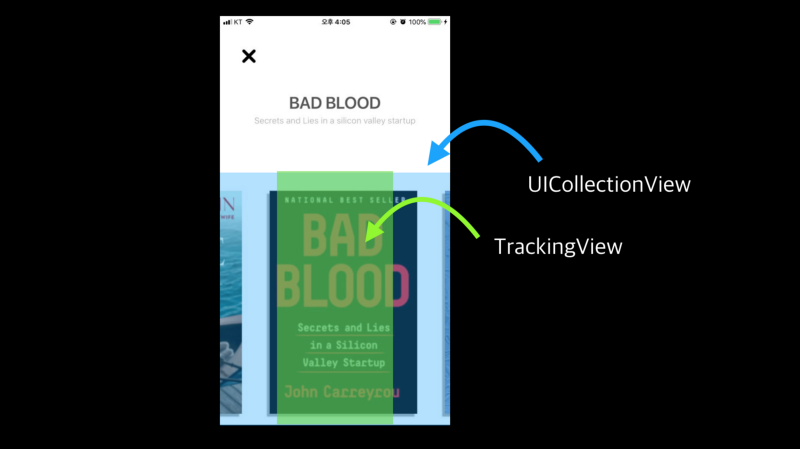 KT 오후 4:05 100%
BAD BLOOD
Secrets and Lies in a silicon valley startup
UICollectionView
TrackingView
NATIONAL BEST SELLER
BAD
BLOOD
Secrets and Lies
in a Silicon
Valley Startup
John Carreyrou
N
WIFE